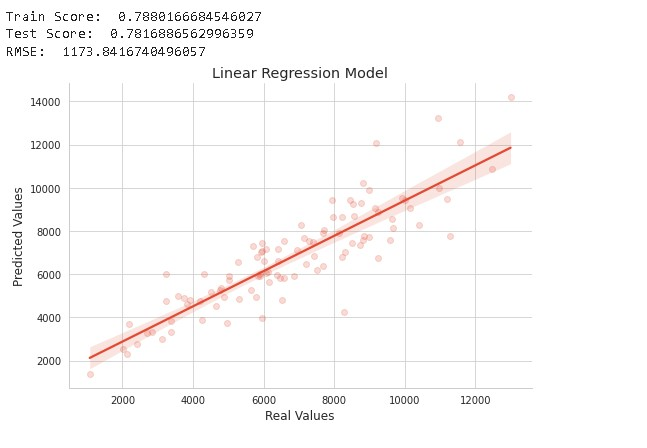 Train Score:  0.7880166684546027
Test Score:  0.7816886562996359
RMSE:  1173.8416740496057
Linear Regression Model
14000
12000
10000
8000
6000
4000
2000
Predicted Values
2000 4000 6000 8000 10000 12000
Real Values